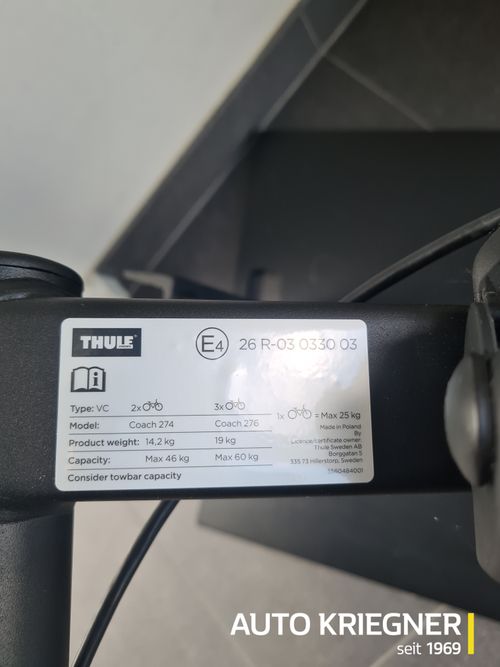 THULE
E4 26 R-03 0330 03
Type: VC 2x 3x
1x = Max 25 kg
Model: Coach 274 Coach 276
Product weight: 14,2 kg 19 kg
Capacity: Max 46 kg Max 60 kg
Consider towbar capacity
Made in Poland
By
Licence/certificate owner:
Thule Sweden AB
Borggatan 5
335 73 Hillerstorp, Sweden
AUTO KRIEGNER
seit 1969